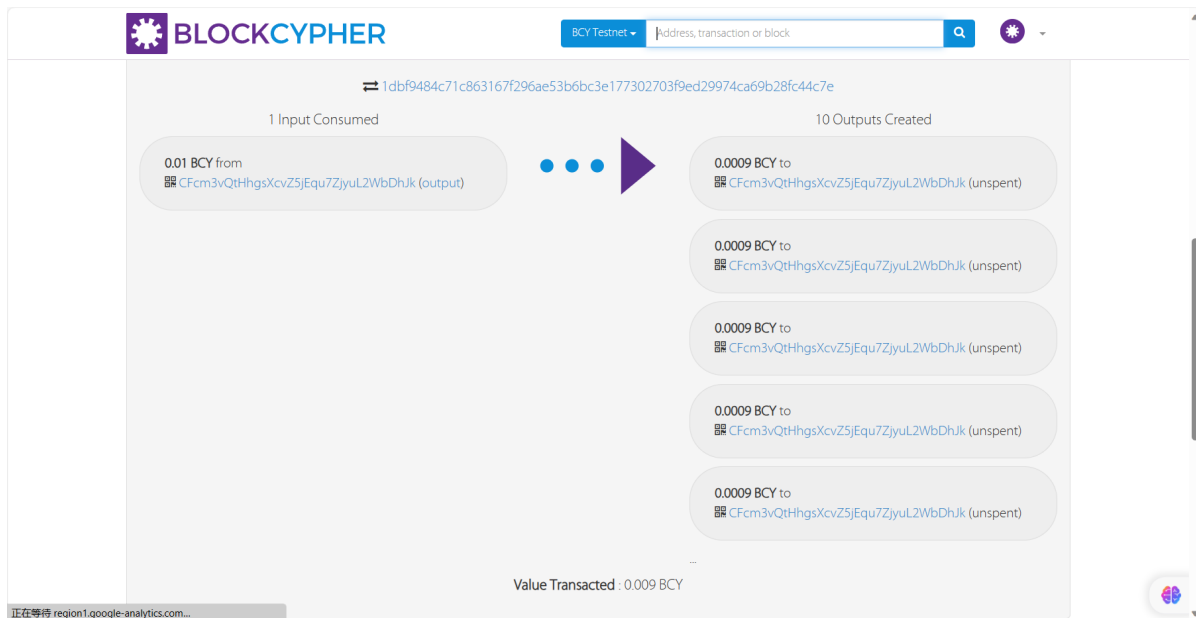 BLOCKCYPHER
BCY Testnet
Address, transaction or block
1dbf9484c71c863167f296ae53b6bc3e177302703f9ed29974ca69b28fc44c7e
1 Input Consumed
10 Outputs Created
0.01 BCY from
CFcm3vQtHhgsXcvZ5jEqu7ZjyuL2WbDhJk (output)
0.0009 BCY to
CFcm3vQtHhgsXcvZ5jEqu7ZjyuL2WbDhJk (unspent)
0.0009 BCY to
CFcm3vQtHhgsXcvZ5jEqu7ZjyuL2WbDhJk (unspent)
0.0009 BCY to
CFcm3vQtHhgsXcvZ5jEqu7ZjyuL2WbDhJk (unspent)
0.0009 BCY to
CFcm3vQtHhgsXcvZ5jEqu7ZjyuL2WbDhJk (unspent)
0.0009 BCY to
CFcm3vQtHhgsXcvZ5jEqu7ZjyuL2WbDhJk (unspent)
...
Value Transacted : 0.009 BCY
正在等待 region1.google-analytics.com...